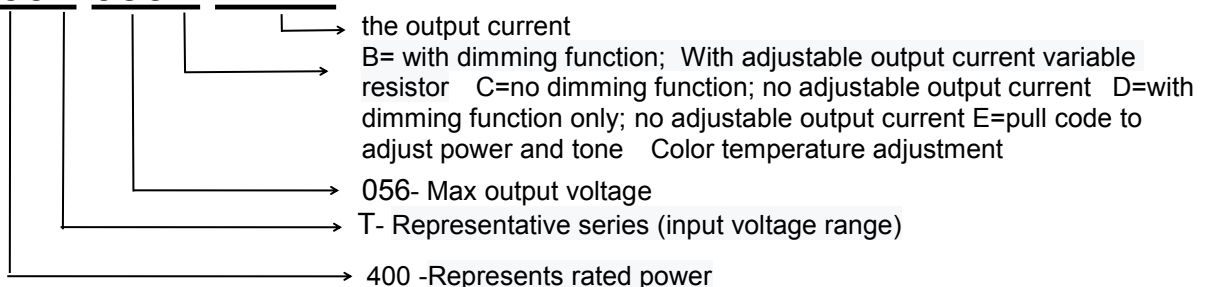 the output current
B= with dimming function; With adjustable output current variable
resistor C=no dimming function; no adjustable output current D=with
dimming function only; no adjustable output current E=pull code to
adjust power and tone Color temperature adjustment
056- Max output voltage
T- Representative series (input voltage range)
400 -Represents rated power